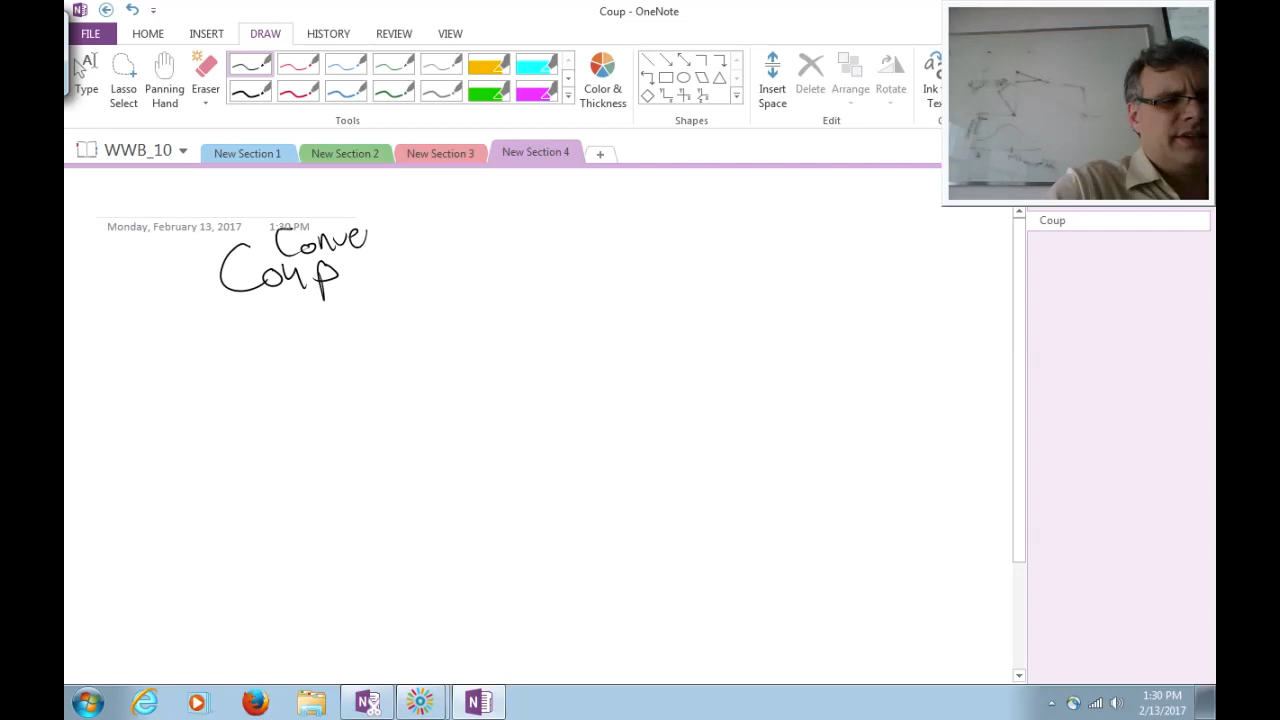 Coup - OneNote
FILE HOME INSERT DRAW HISTORY REVIEW VIEW
Type
Lasso Select
Panning Hand
Eraser
Color & Thickness
Insert Space
Delete
Arrange
Rotate
Ink to
Tools Shapes Edit
WWB_10 New Section 1 New Section 2 New Section 3 New Section 4
Coup
Monday, February 13, 2017 1:30 PM
Conve
Coup
1:30 PM
2/13/2017